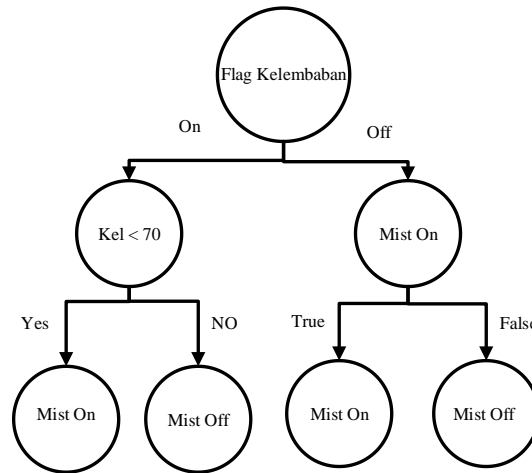 Flag Kelembaban
On
Off
Kel < 70
Mist On
Yes
NO
True
False
Mist On
Mist Off
Mist On
Mist Off